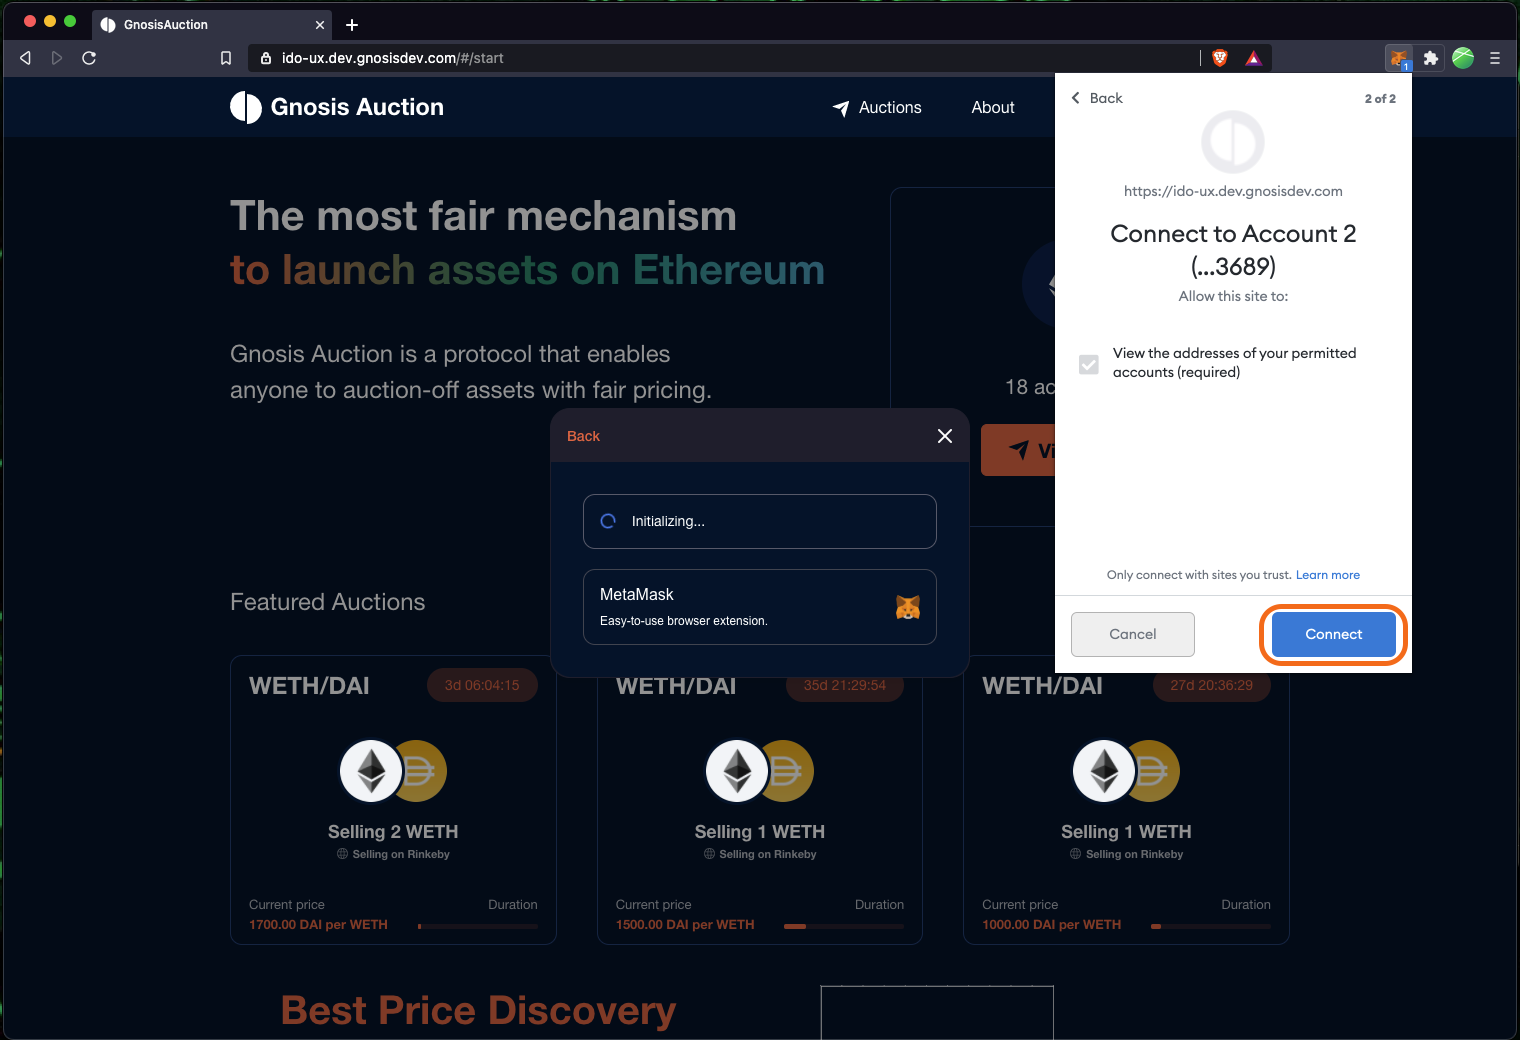 GnosisAuction
ido-ux.dev.gnosisdev.com/#/start
1
Gnosis Auction
Auctions
About
The most fair mechanism
to launch assets on Ethereum
Gnosis Auction is a protocol that enables
anyone to auction-off assets with fair pricing.
18 ac
Vi
Back
2 of 2
https://ido-ux.dev.gnosisdev.com
Connect to Account 2
(...3689)
Allow this site to:
View the addresses of your permitted
accounts (required)
Only connect with sites you trust. Learn more
Cancel
Connect
Back
Initializing...
MetaMask
Easy-to-use browser extension.
Featured Auctions
WETH/DAI
3d 06:04:15
Selling 2 WETH
Selling on Rinkeby
Current price
Duration
1700.00 DAI per WETH
WETH/DAI
35d 21:29:54
Selling 1 WETH
Selling on Rinkeby
Current price
Duration
1500.00 DAI per WETH
WETH/DAI
27d 20:36:29
Selling 1 WETH
Selling on Rinkeby
Current price
Duration
1000.00 DAI per WETH
Best Price Discovery